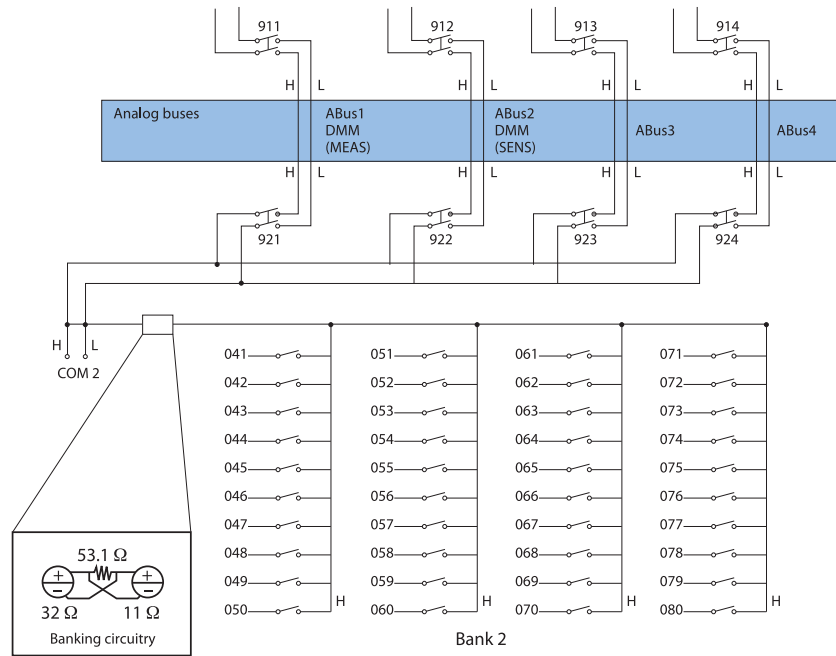 911 912 913 914
H L H L H L H L
Analog buses
ABus1 DMM (MEAS)
ABus2 DMM (SENS)
ABus3
ABus4
H L H L H L H L
921 922 923 924
H L
COM 2
041 051 061 071
042 052 062 072
043 053 063 073
044 054 064 074
045 055 065 075
046 056 066 076
047 057 067 077
048 058 068 078
049 059 069 079
H H H H
050 060 070 080
Bank 2
53.1 Ω
+ − + −
32 Ω 11 Ω
Banking circuitry